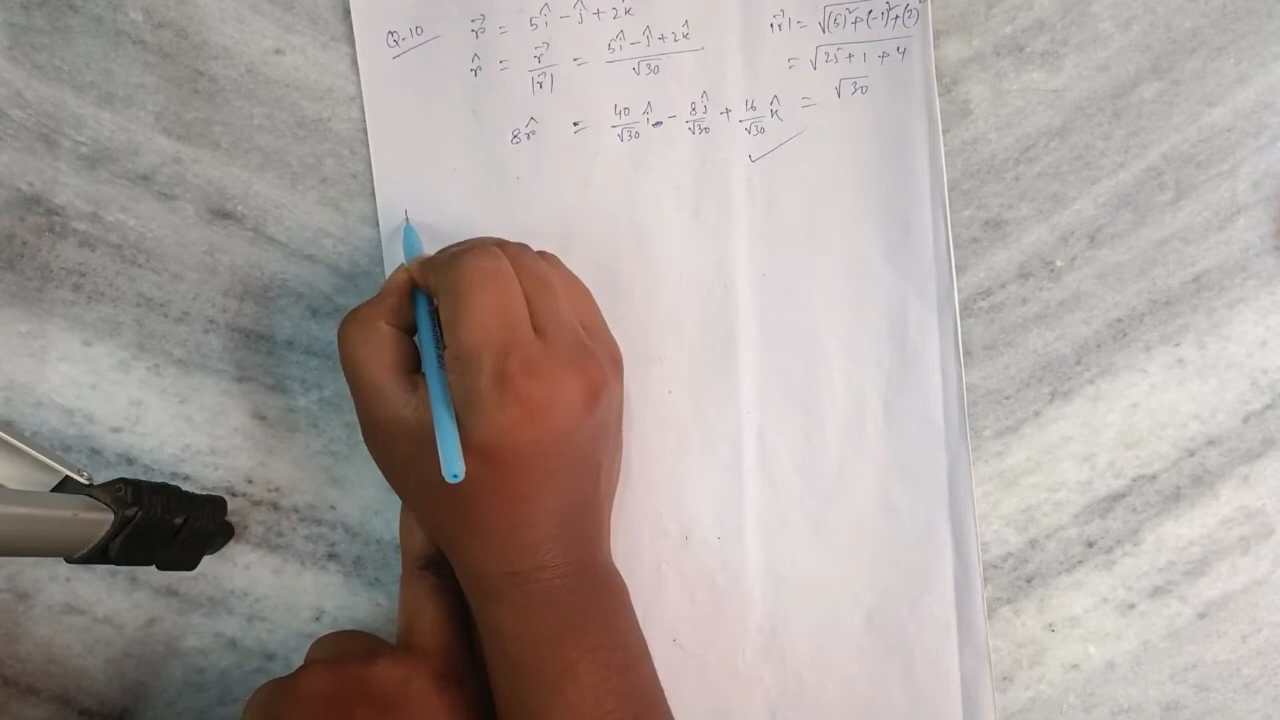 Q-10 r⃗ = 5î - ĵ + 2k̂ |r⃗| = √(5)²+(-1)²+(2)²
r̂ = r⃗/|r⃗| = 5î - ĵ + 2k̂/√30 = √25 + 1 + 4
= √30
8r̂ = 40/√30 î - 8ĵ/√30 + 16/√30 k̂